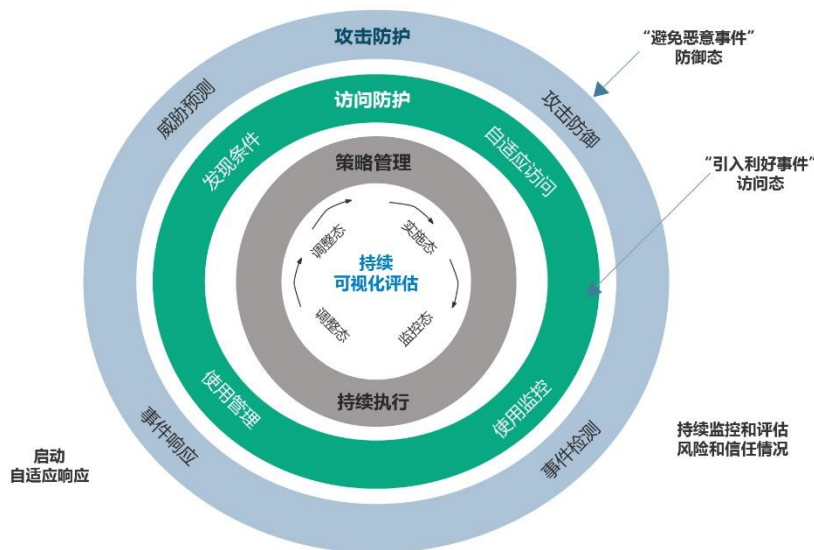 攻击防护
“避免恶意事件”
防御态
威胁预测
攻击防御
访问防护
发现条件
自适应访问
“引入利好事件”
访问态
策略管理
调整态
实施态
持续
可视化评估
调整态
监控态
持续执行
使用管理
使用监控
事件响应
事件检测
启动
自适应响应
持续监控和评估
风险和信任情况